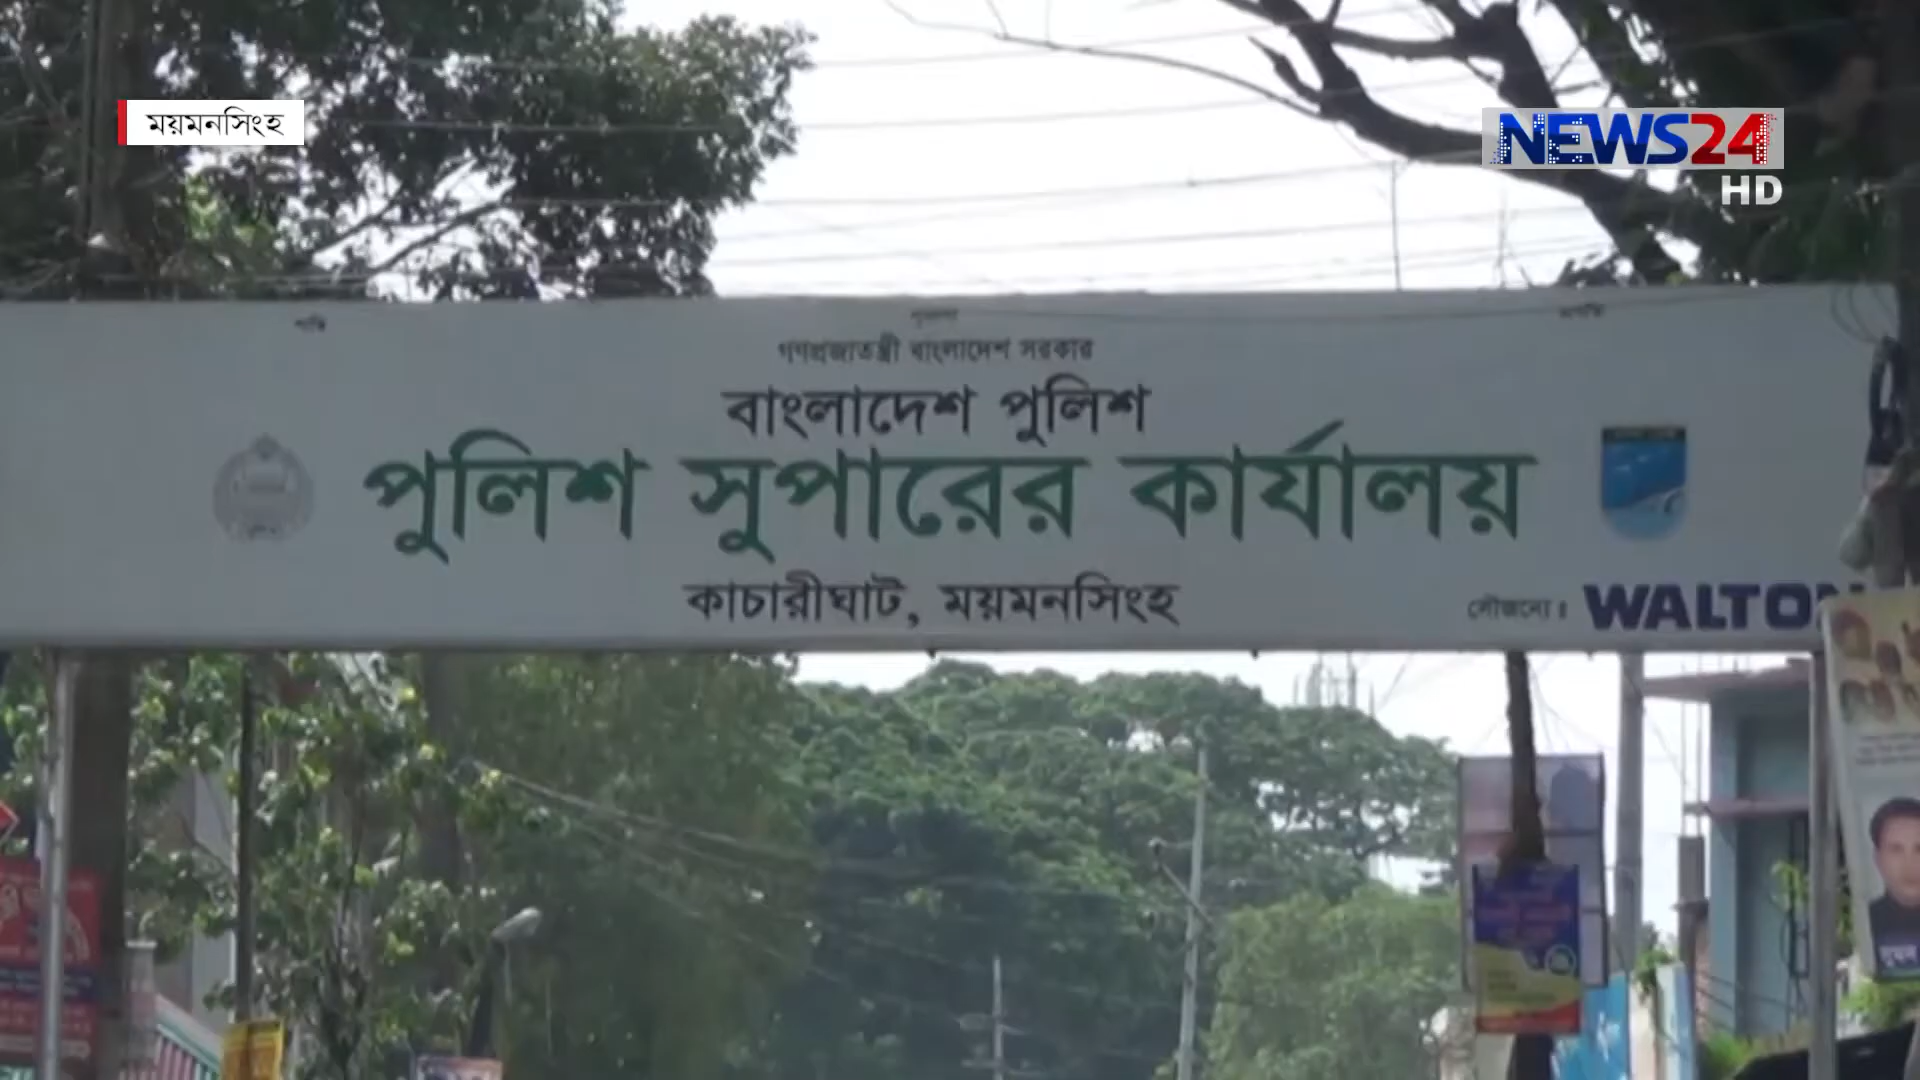 ময়মনসিংহ
NEWS24
HD
গণপ্রজাতন্ত্রী বাংলাদেশ সরকার
বাংলাদেশ পুলিশ
পুলিশ সুপারের কার্যালয়
কাচারীঘাট, ময়মনসিংহ
সৌজন্যে : WALTON